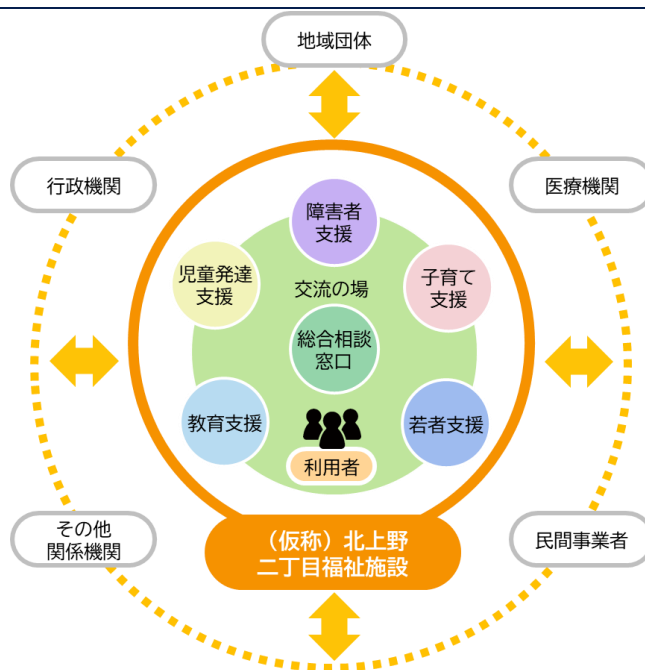 地域団体
行政機関
医療機関
障害者
支援
児童発達
支援
子育て
支援
交流の場
総合相談
窓口
教育支援
若者支援
利用者
その他
関係機関
(仮称)北上野
二丁目福祉施設
民間事業者